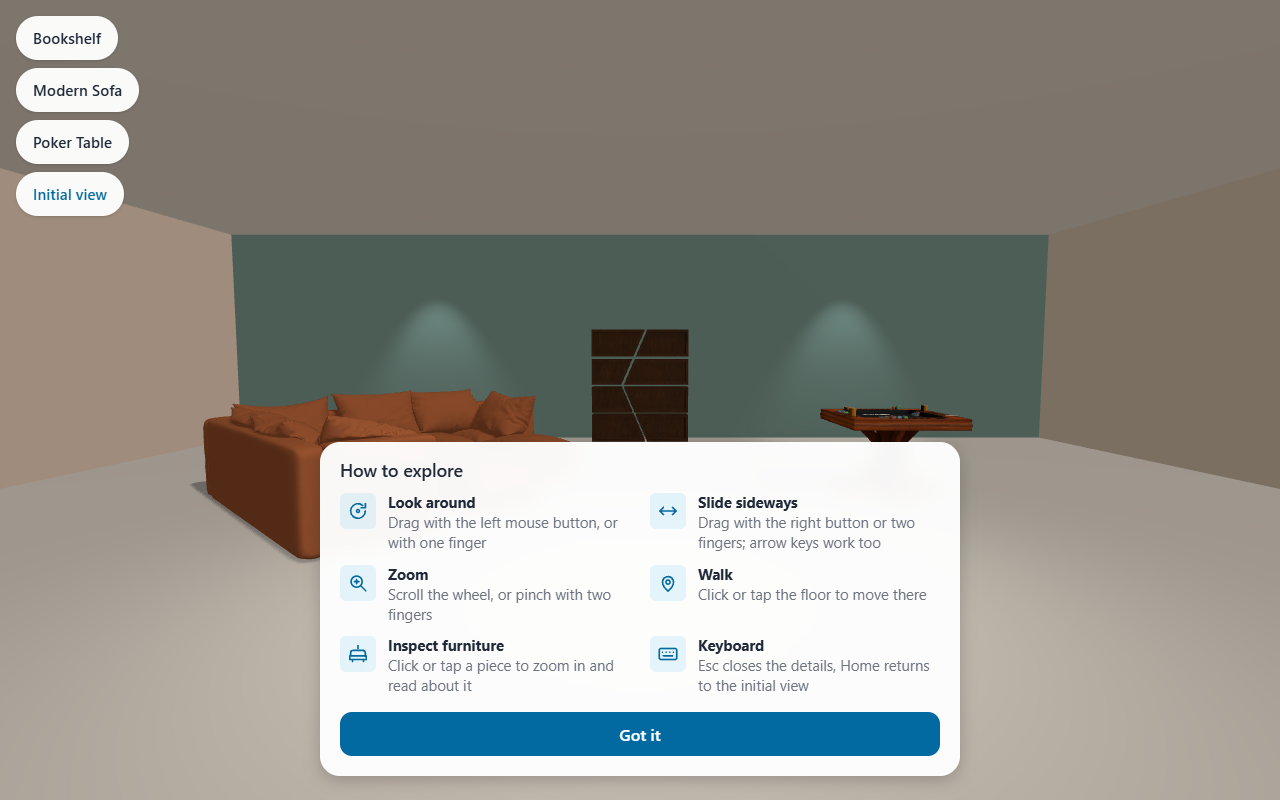 Bookshelf
Modern Sofa
Poker Table
Initial view
How to explore
Look around
Drag with the left mouse button, or
with one finger
Slide sideways
Drag with the right button or two
fingers; arrow keys work too
Zoom
Scroll the wheel, or pinch with two
fingers
Walk
Click or tap the floor to move there
Inspect furniture
Click or tap a piece to zoom in and
read about it
Keyboard
Esc closes the details, Home returns
to the initial view
Got it